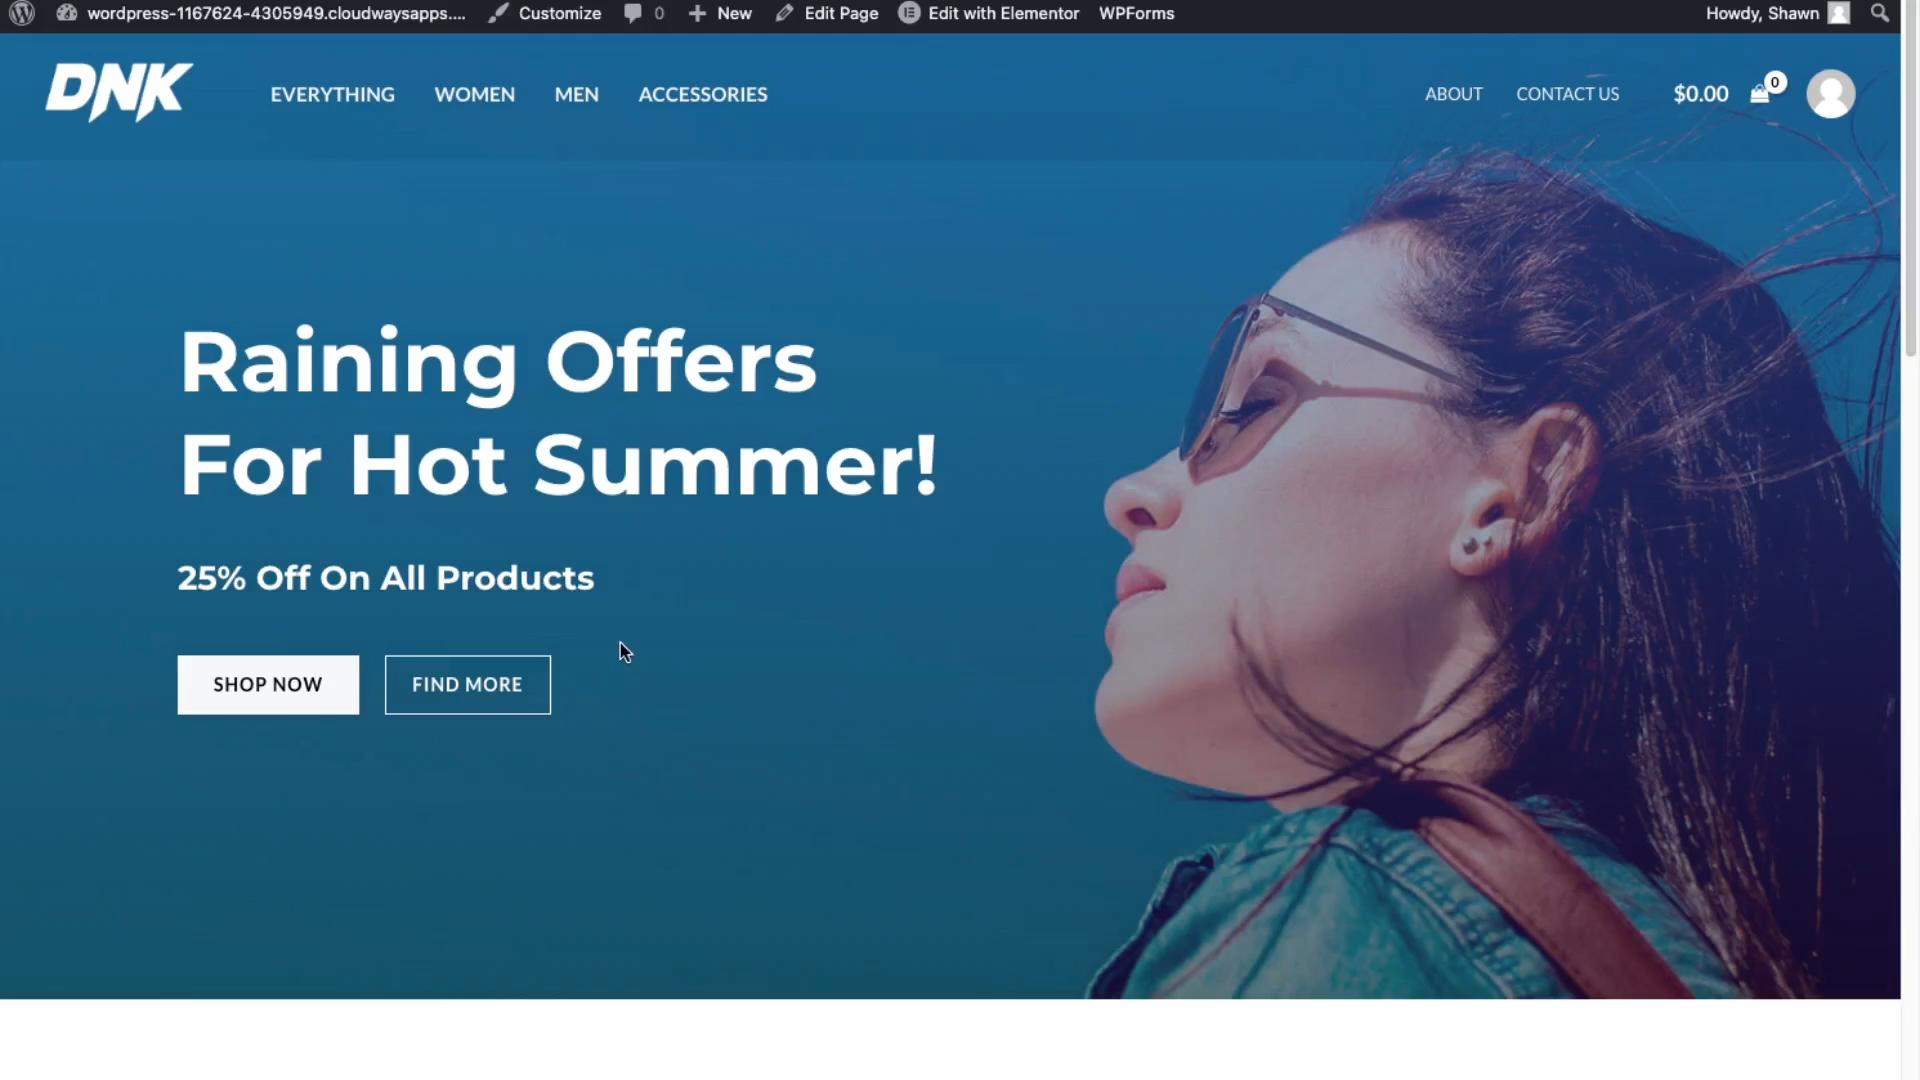 wordpress-1167624-4305949.cloudwaysapps.... Customize 0 New Edit Page Edit with Elementor WPForms Howdy, Shawn
DNK EVERYTHING WOMEN MEN ACCESSORIES ABOUT CONTACT US $0.00 0
Raining Offers
For Hot Summer!
25% Off On All Products
SHOP NOW FIND MORE